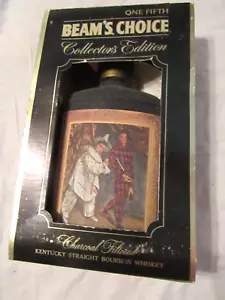 ONE FIFTH
BEAM'S CHOICE
Collector's Edition
Charcoal Filtered
KENTUCKY STRAIGHT BOURBON WHISKEY